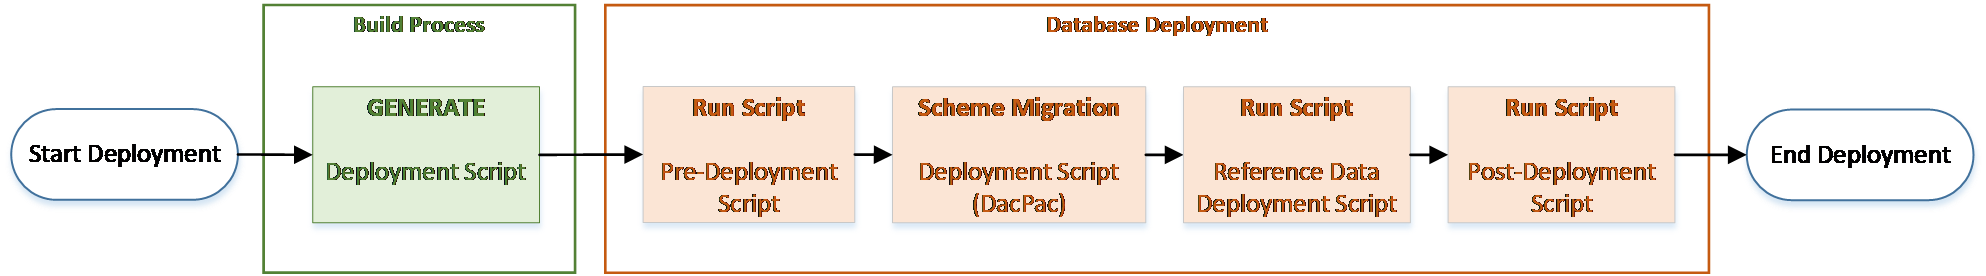 Build Process
Database Deployment
Start Deployment
GENERATE
Deployment Script
Run Script
Pre-Deployment
Script
Scheme Migration
Deployment Script
(DacPac)
Run Script
Reference Data
Deployment Script
Run Script
Post-Deployment
Script
End Deployment